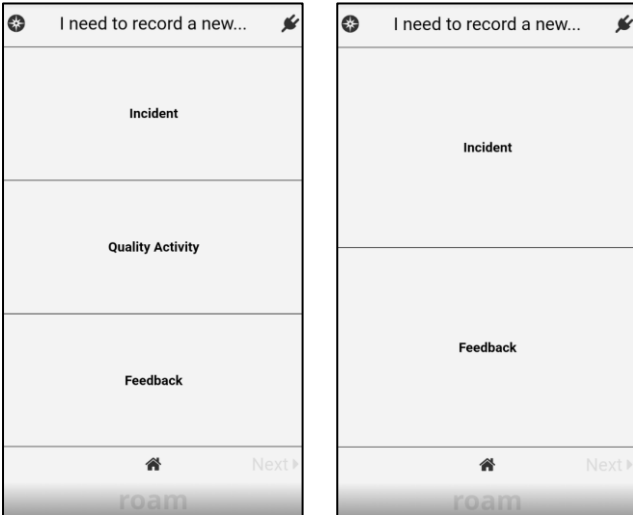 I need to record a new...
Incident
Quality Activity
Feedback
Next
roam
I need to record a new...
Incident
Feedback
Next
roam